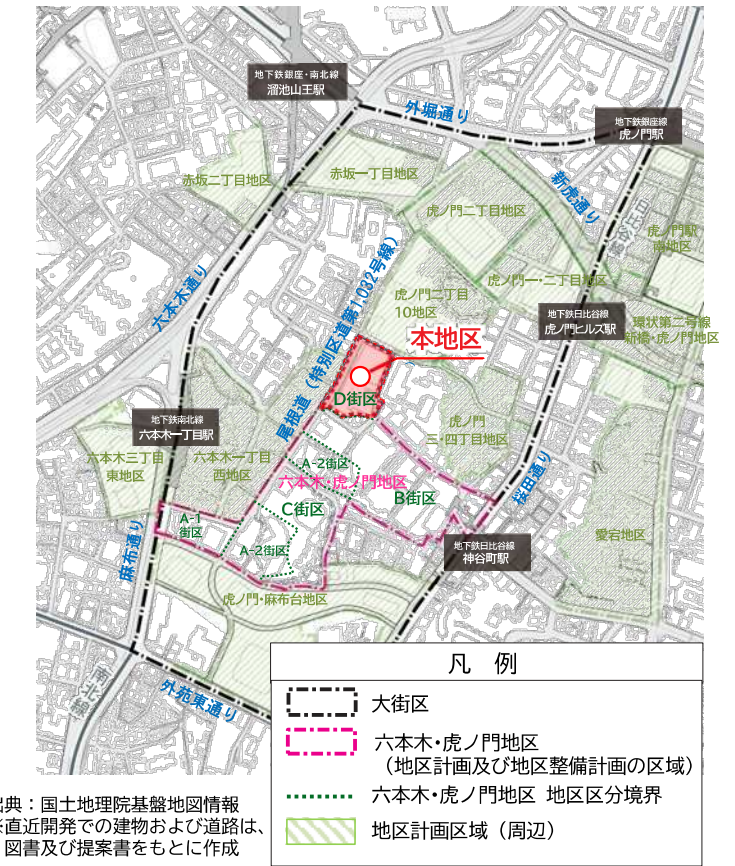 地下鉄銀座・南北線
溜池山王駅
外堀通り
地下鉄銀座線
虎ノ門駅
赤坂二丁目地区
赤坂一丁目地区
新虎通り
虎ノ門二丁目地区
日比谷線
虎ノ門駅
南地区
六本木通り
尾根道（特別区道第1,032号線）
虎ノ門一・二丁目地区
虎ノ門二丁目
10地区
地下鉄日比谷線
虎ノ門ヒルズ駅
環状第二号線
新橋・虎ノ門地区
本地区
D街区
地下鉄南北線
六本木一丁目駅
虎ノ門
三・四丁目地区
六本木三丁目
東地区
六本木一丁目
西地区
A-2街区
六本木・虎ノ門地区
B街区
桜田通り
C街区
A-1
街区
A-2街区
麻布通り
地下鉄日比谷線
神谷町駅
愛宕地区
虎ノ門・麻布台地区
南北線
外苑東通り
凡 例
大街区
六本木・虎ノ門地区
（地区計画及び地区整備計画の区域）
六本木・虎ノ門地区 地区区分境界
地区計画区域（周辺）
出典：国土地理院基盤地図情報
※直近開発での建物および道路は、
図書及び提案書をもとに作成